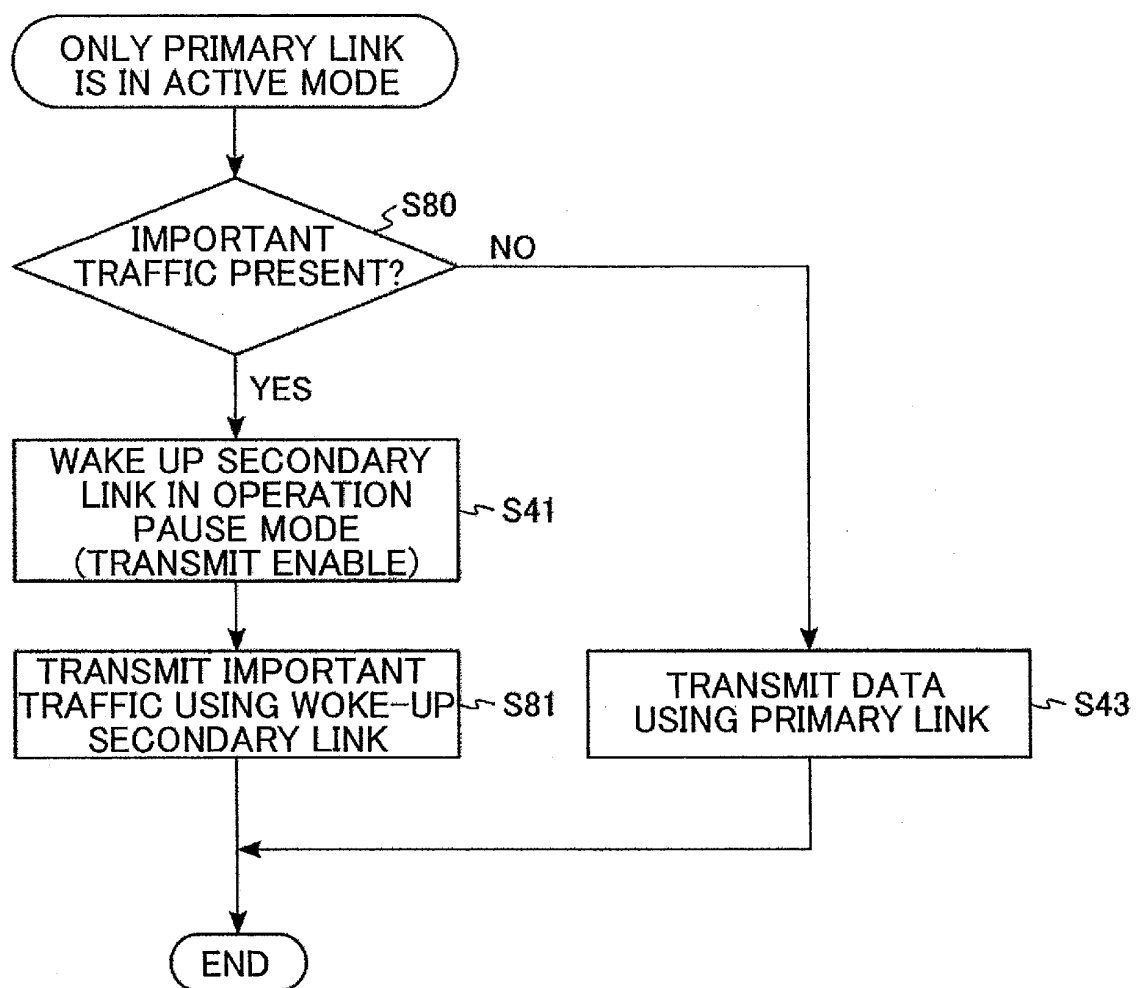 ONLY PRIMARY LINK
IS IN ACTIVE MODE
S80
IMPORTANT
TRAFFIC PRESENT?
NO
YES
WAKE UP SECONDARY
LINK IN OPERATION
PAUSE MODE
(TRANSMIT ENABLE)
S41
TRANSMIT IMPORTANT
TRAFFIC USING WOKE-UP
SECONDARY LINK
S81
TRANSMIT DATA
USING PRIMARY LINK
S43
END